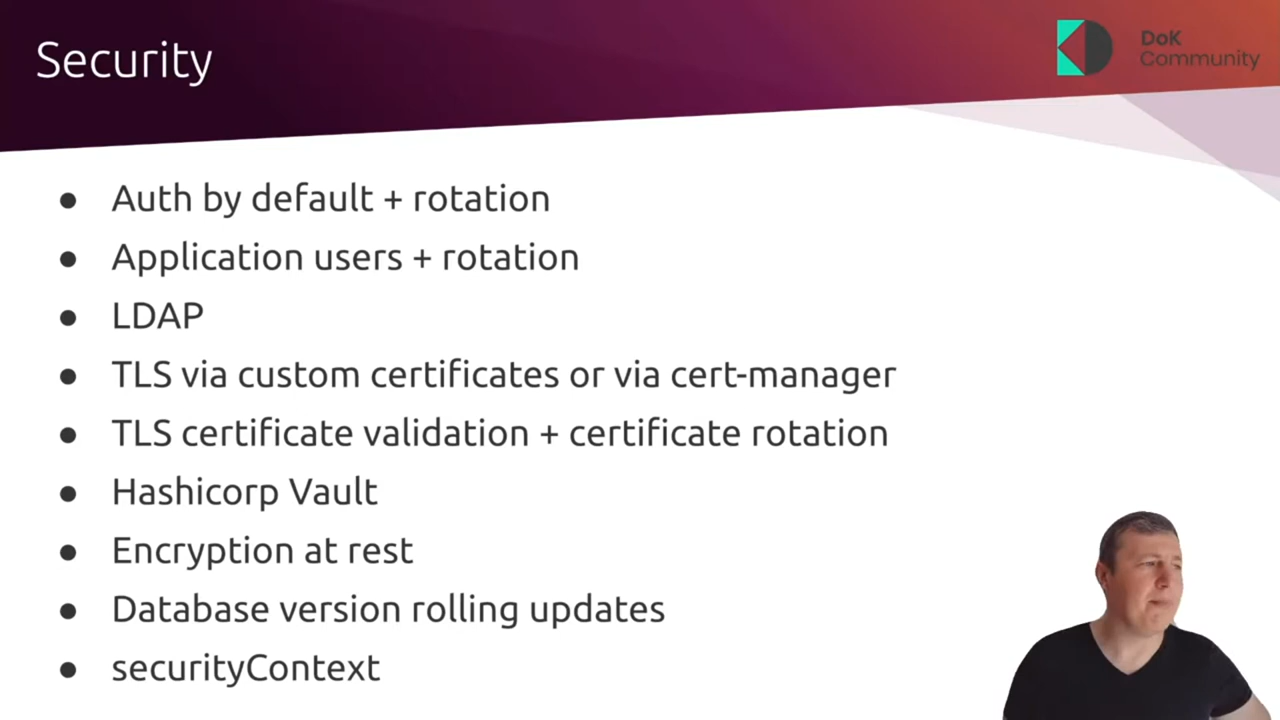 Security
DoK
Community
● Auth by default + rotation
● Application users + rotation
● LDAP
● TLS via custom certificates or via cert-manager
● TLS certificate validation + certificate rotation
● Hashicorp Vault
● Encryption at rest
● Database version rolling updates
● securityContext